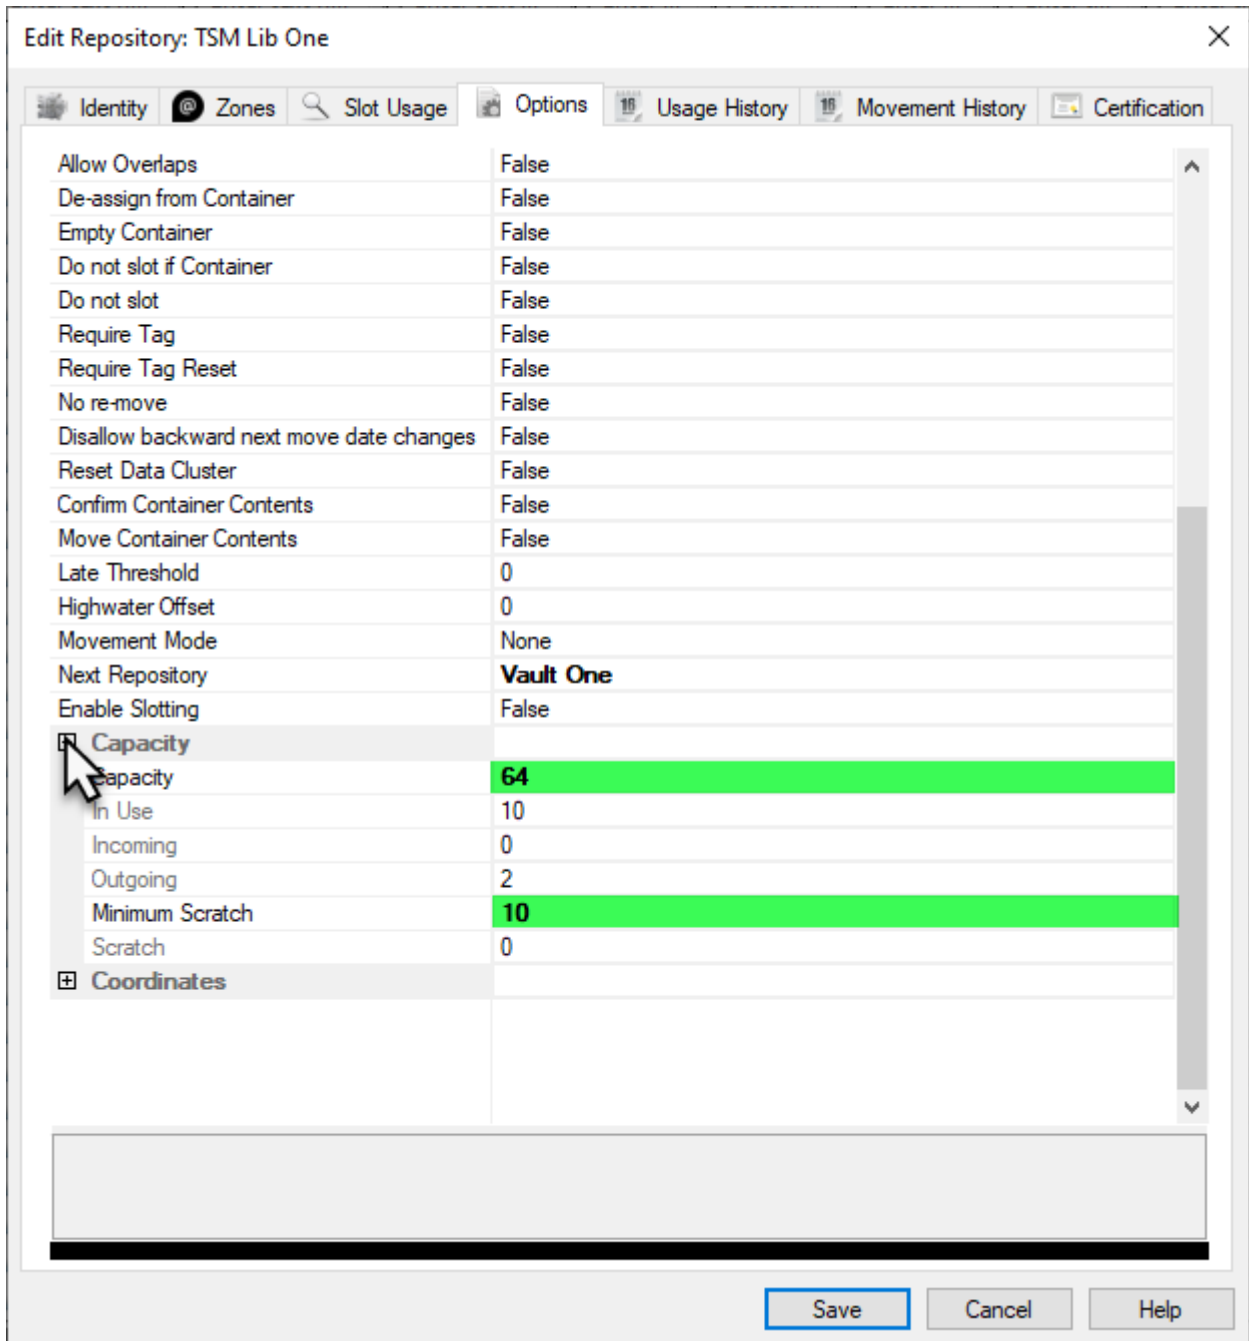 Edit Repository: TSM Lib One
Identity Zones Slot Usage Options Usage History Movement History Certification
Allow Overlaps False
De-assign from Container False
Empty Container False
Do not slot if Container False
Do not slot False
Require Tag False
Require Tag Reset False
No re-move False
Disallow backward next move date changes False
Reset Data Cluster False
Confirm Container Contents False
Move Container Contents False
Late Threshold 0
Highwater Offset 0
Movement Mode None
Next Repository Vault One
Enable Slotting False
Capacity
Capacity 64
In Use 10
Incoming 0
Outgoing 2
Minimum Scratch 10
Scratch 0
Coordinates
Save Cancel Help